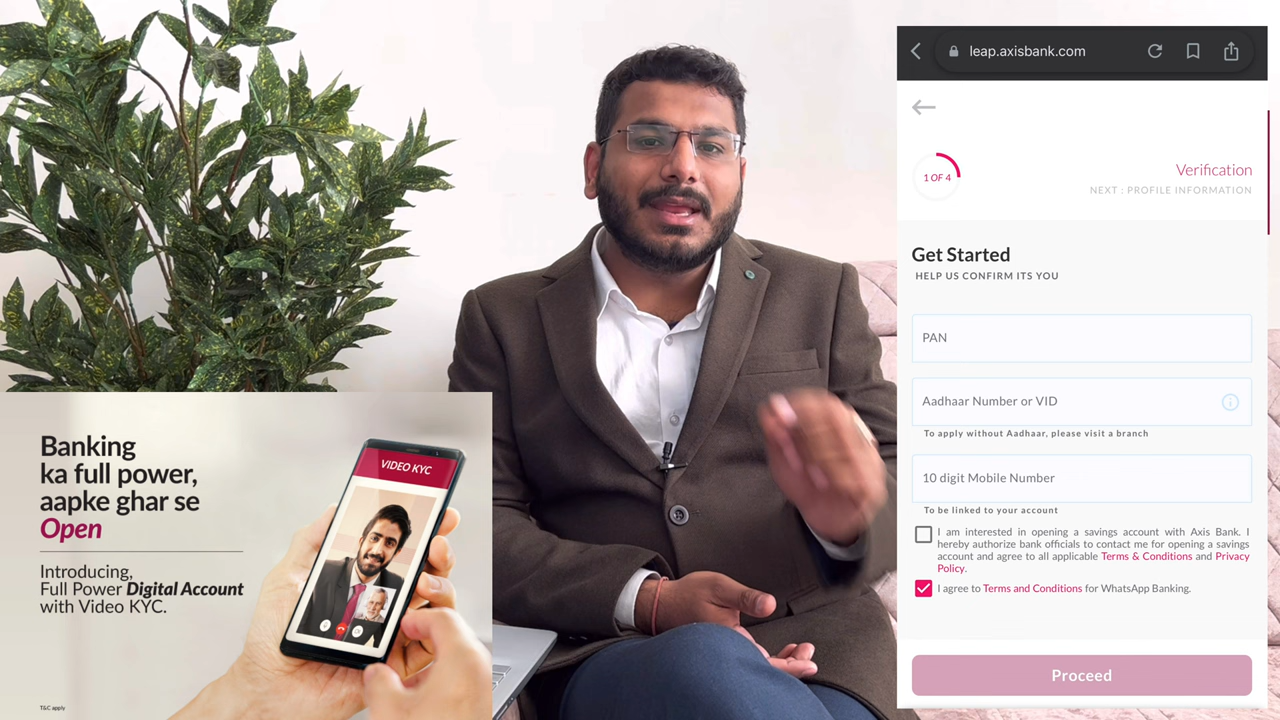 leap.axisbank.com
1 OF 4
Verification
NEXT : PROFILE INFORMATION
Get Started
HELP US CONFIRM ITS YOU
PAN
Aadhaar Number or VID
To apply without Aadhaar, please visit a branch
10 digit Mobile Number
To be linked to your account
I am interested in opening a savings account with Axis Bank. I
hereby authorize bank officials to contact me for opening a savings
account and agree to all applicable Terms & Conditions and Privacy
Policy.
I agree to Terms and Conditions for WhatsApp Banking.
Proceed
Banking
ka full power,
aapke ghar se
Open
Introducing,
Full Power Digital Account
with Video KYC.
VIDEO KYC
T&C apply